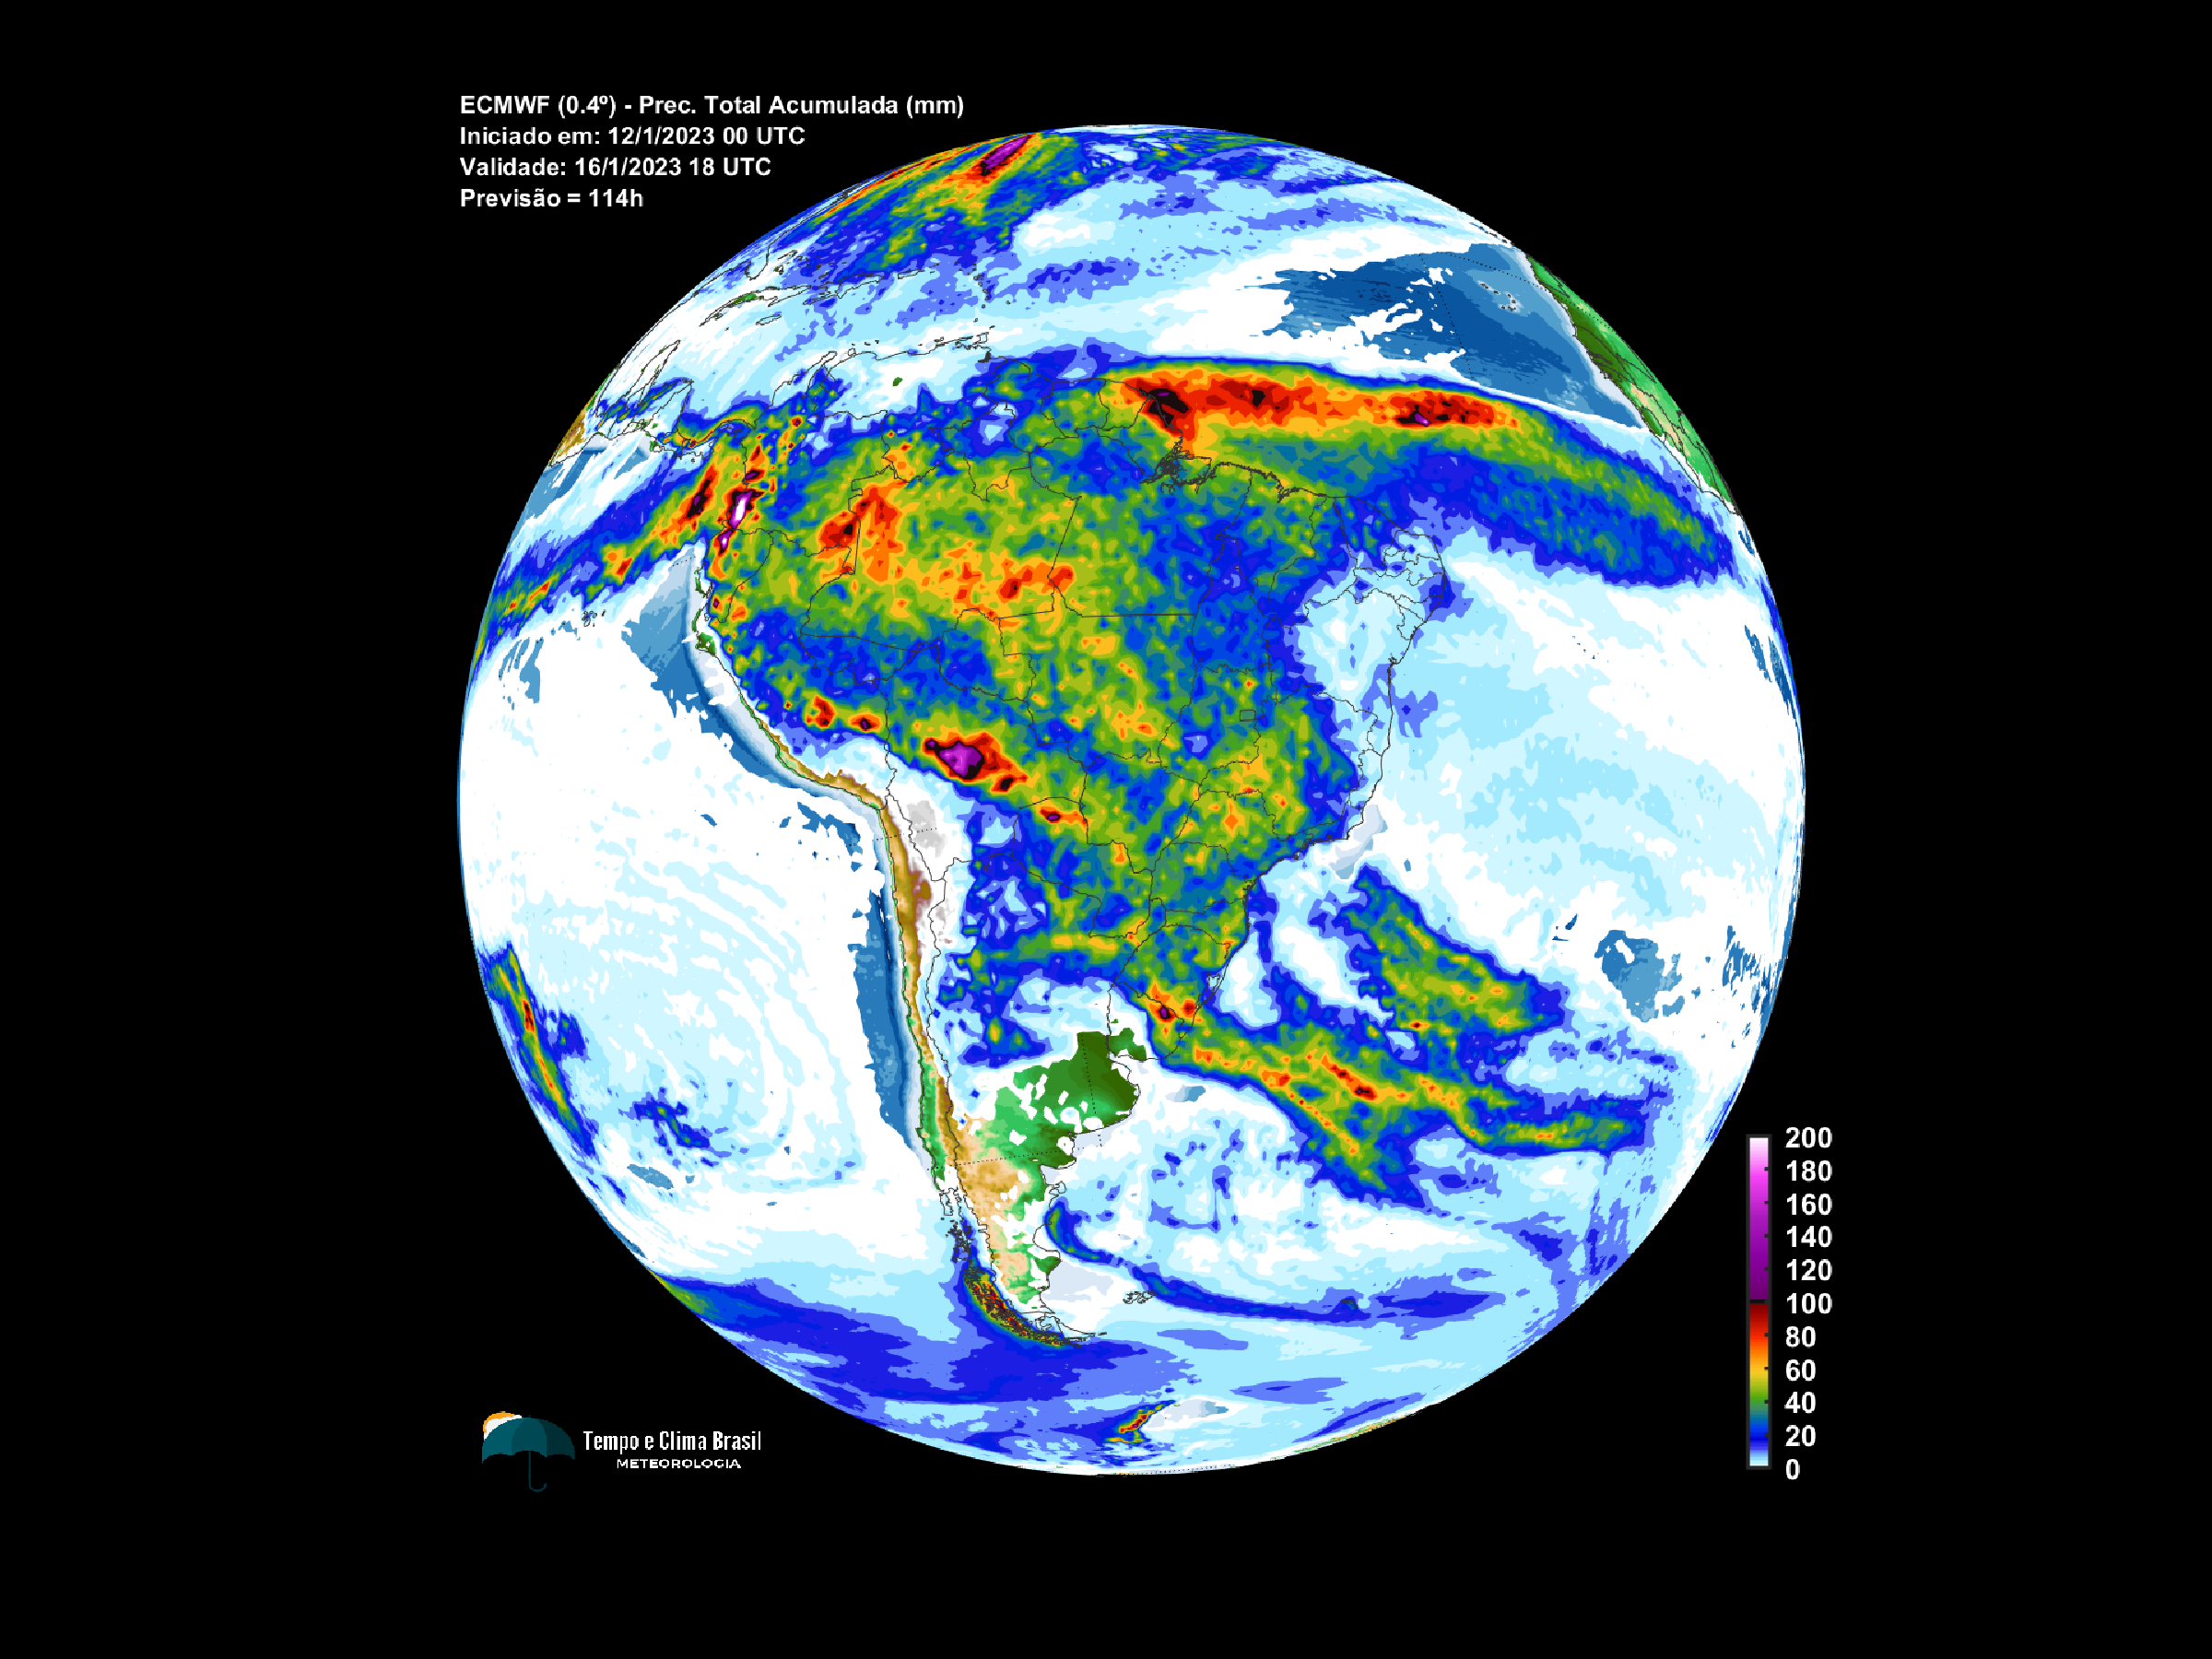 ECMWF (0.4º) - Prec. Total Acumulada (mm)
Iniciado em: 12/1/2023 00 UTC
Validade: 16/1/2023 18 UTC
Previsão = 114h
200
180
160
140
120
100
80
60
40
20
0
Tempo e Clima Brasil
METEOROLOGIA